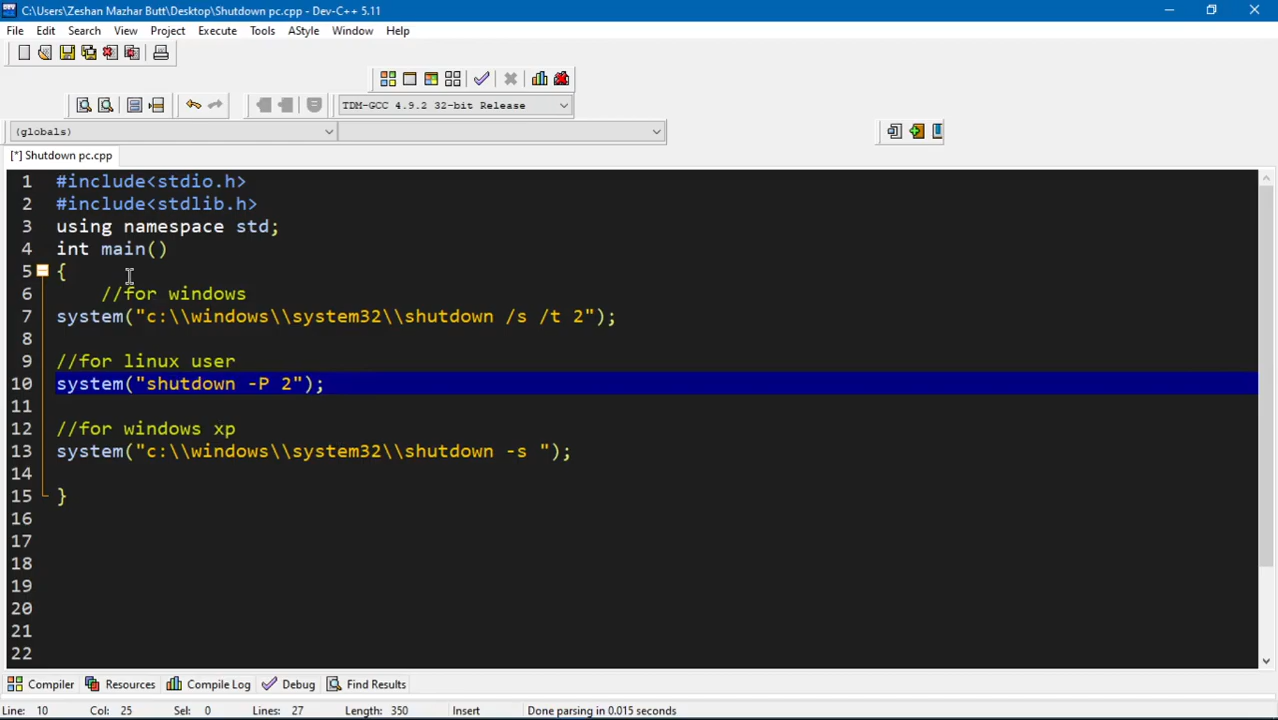 C:\Users\Zeshan Mazhar Butt\Desktop\Shutdown pc.cpp - Dev-C++ 5.11
File Edit Search View Project Execute Tools AStyle Window Help
TDM-GCC 4.9.2 32-bit Release
(globals)
[*] Shutdown pc.cpp
1 #include<stdio.h>
2 #include<stdlib.h>
3 using namespace std;
4 int main()
5 {
6 //for windows
7 system("c:\\windows\\system32\\shutdown /s /t 2");
8
9 //for linux user
10 system("shutdown -P 2");
11
12 //for windows xp
13 system("c:\\windows\\system32\\shutdown -s ");
14
15 }
16
17
18
19
20
21
22
Compiler Resources Compile Log Debug Find Results
Line: 10 Col: 25 Sel: 0 Lines: 27 Length: 350 Insert Done parsing in 0.015 seconds